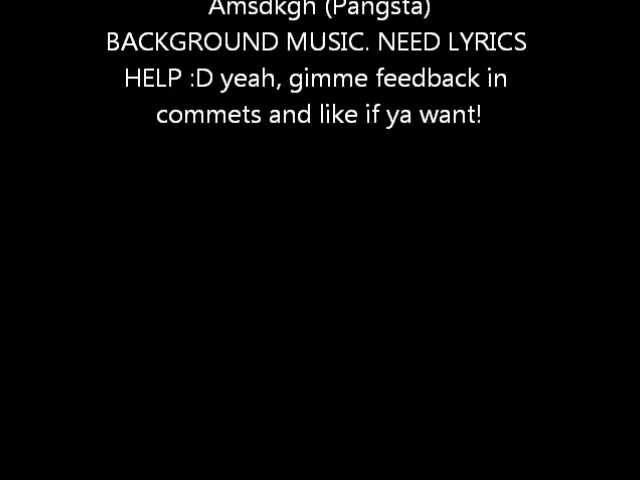 Amsdkgh (Pangsta)
BACKGROUND MUSIC. NEED LYRICS
HELP :D yeah, gimme feedback in
commets and like if ya want!